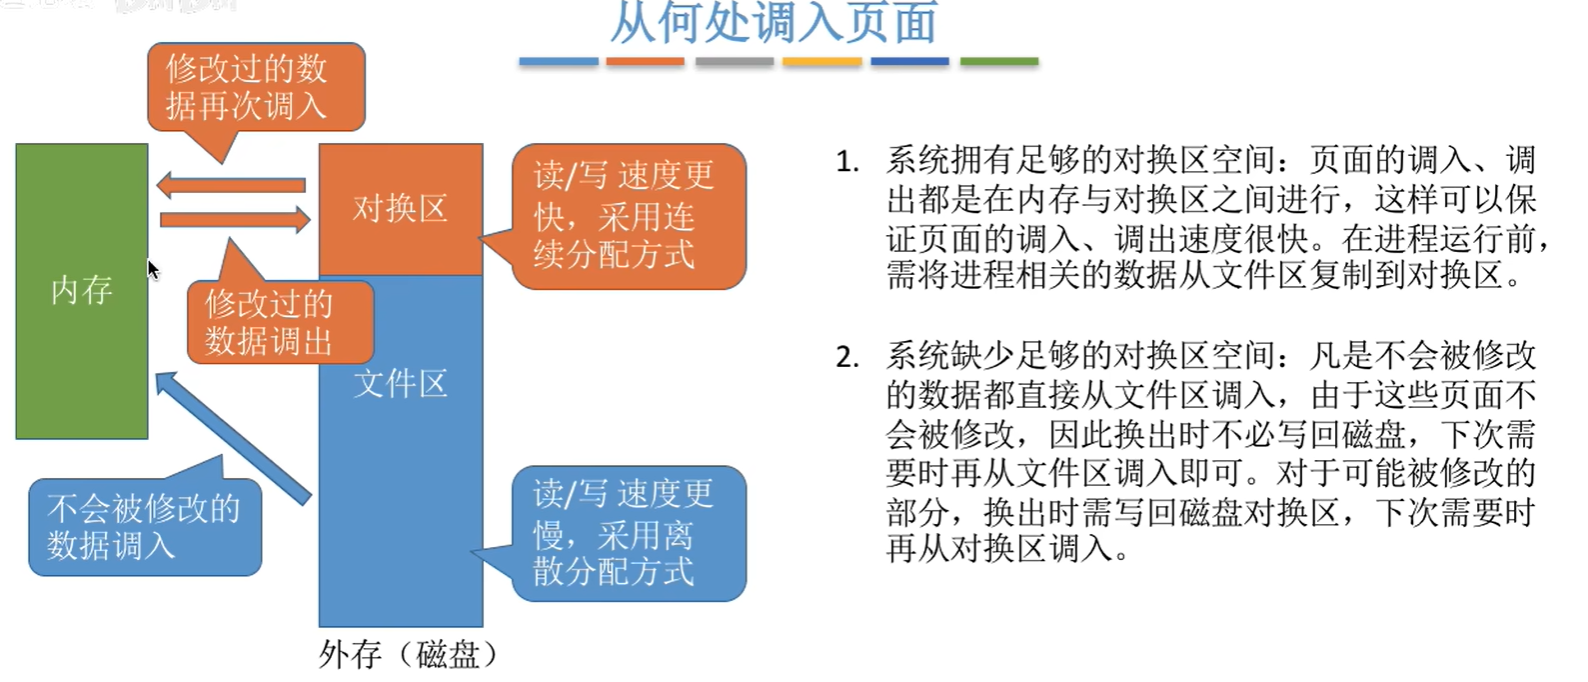 从何处调入页面
修改过的数
据再次调入
对换区
读/写 速度更
快，采用连
续分配方式
内存
修改过的
数据调出
文件区
不会被修改的
数据调入
读/写 速度更
慢，采用离
散分配方式
外存（磁盘）
1. 系统拥有足够的对换区空间：页面的调入、调
出都是在内存与对换区之间进行，这样可以保
证页面的调入、调出速度很快。在进程运行前，
需将进程相关的数据从文件区复制到对换区。
2. 系统缺少足够的对换区空间：凡是不会被修改
的数据都直接从文件区调入，由于这些页面不
会被修改，因此换出时不必写回磁盘，下次需
要时再从文件区调入即可。对于可能被修改的
部分，换出时需写回磁盘对换区，下次需要时
再从对换区调入。